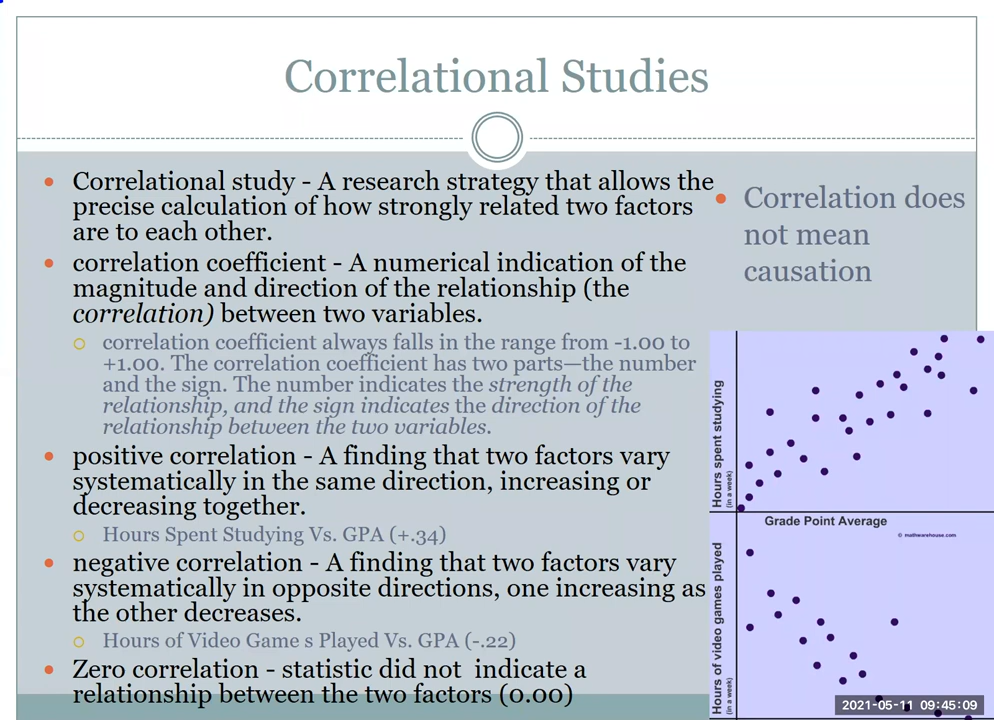 Correlational Studies
Correlational study - A research strategy that allows the
precise calculation of how strongly related two factors
are to each other.
correlation coefficient - A numerical indication of the
magnitude and direction of the relationship (the
correlation) between two variables.
correlation coefficient always falls in the range from -1.00 to
+1.00. The correlation coefficient has two parts—the number
and the sign. The number indicates the strength of the
relationship, and the sign indicates the direction of the
relationship between the two variables.
positive correlation - A finding that two factors vary
systematically in the same direction, increasing or
decreasing together.
Hours Spent Studying Vs. GPA (+.34)
negative correlation - A finding that two factors vary
systematically in opposite directions, one increasing as
the other decreases.
Hours of Video Game s Played Vs. GPA (-.22)
Zero correlation - statistic did not  indicate a
relationship between the two factors (0.00)
Correlation does
not mean
causation
Hours spent studying
(in a week)
Grade Point Average
© mathwarehouse.com
Hours of video games played
(in a week)
2021-05-11 09:45:09